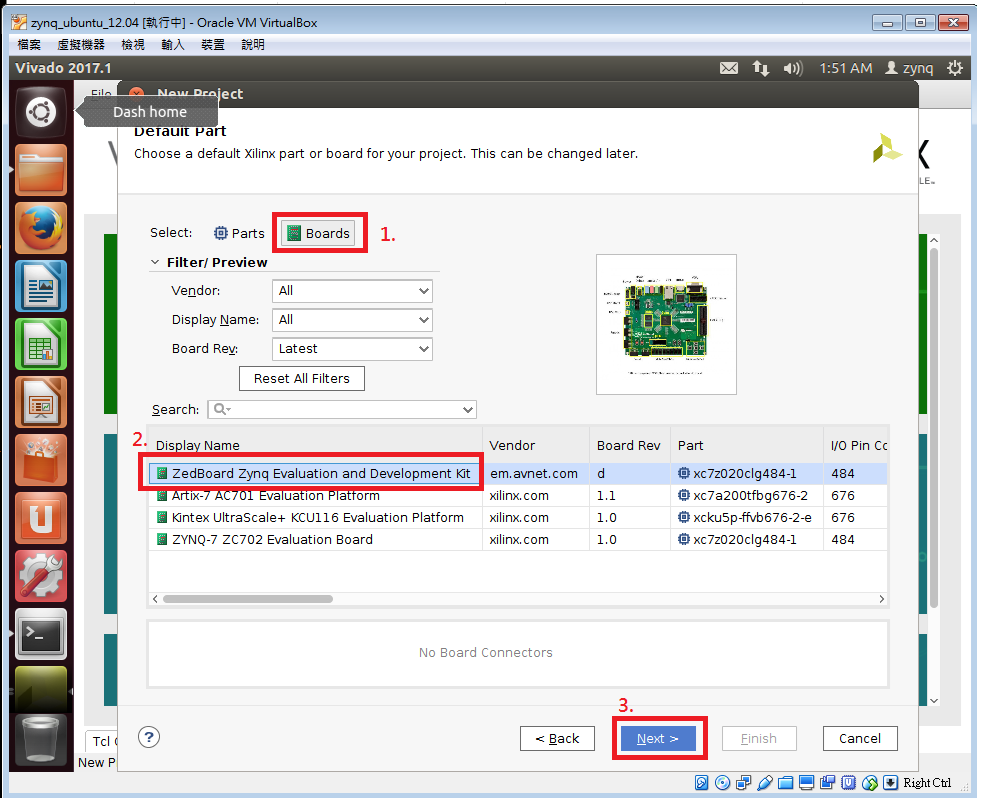 zynq_ubuntu_12.04 [執行中] - Oracle VM VirtualBox
檔案 虛擬機器 檢視 輸入 裝置 說明
Vivado 2017.1 1:51 AM zynq
File New Project
Dash home
Default Part
Choose a default Xilinx part or board for your project. This can be changed later.
LE™
Select: Parts Boards 1.
Filter/ Preview
Vendor: All
Display Name: All
Board Rev: Latest
Reset All Filters
Search:
2.
Display Name Vendor Board Rev Part I/O Pin Co
ZedBoard Zynq Evaluation and Development Kit em.avnet.com d xc7z020clg484-1 484
Artix-7 AC701 Evaluation Platform xilinx.com 1.1 xc7a200tfbg676-2 676
Kintex UltraScale+ KCU116 Evaluation Platform xilinx.com 1.0 xcku5p-ffvb676-2-e 676
ZYNQ-7 ZC702 Evaluation Board xilinx.com 1.0 xc7z020clg484-1 484
No Board Connectors
3.
? < Back Next > Finish Cancel
Tcl
New P
Right Ctrl